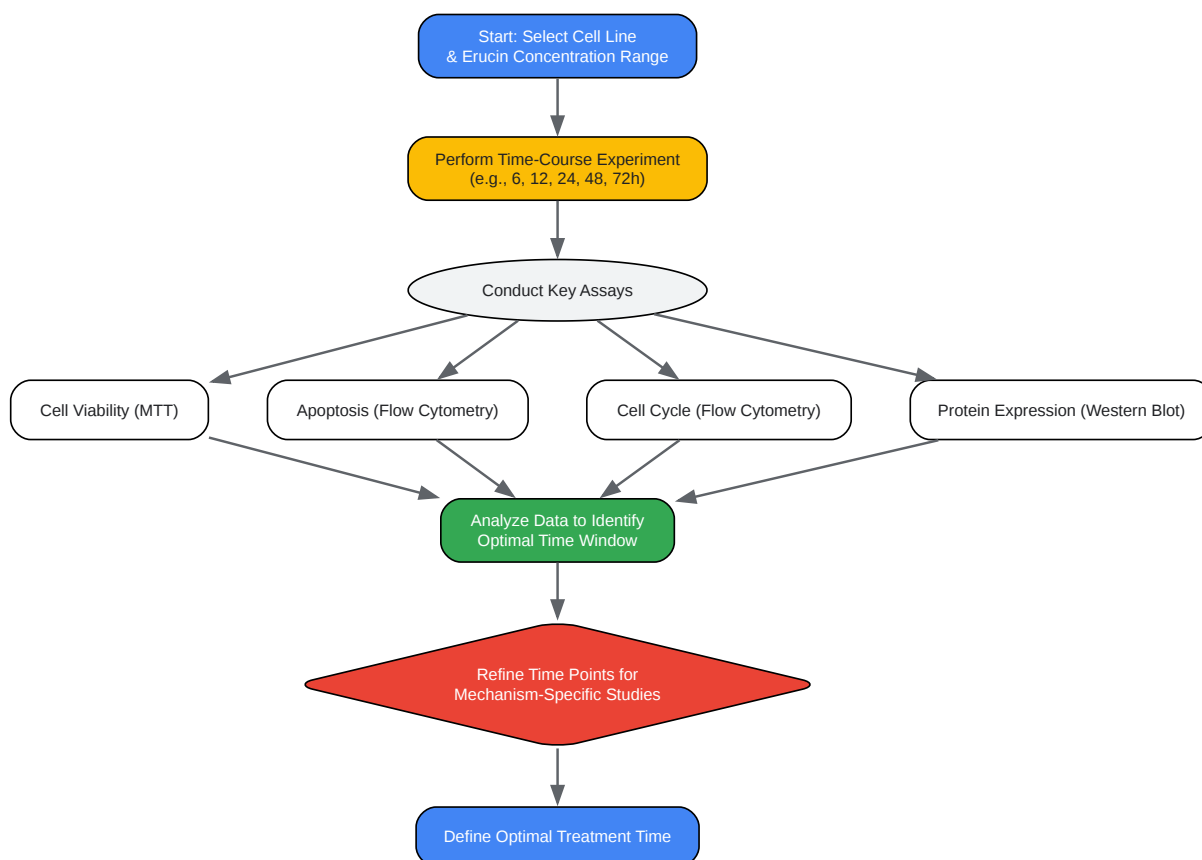 Start: Select Cell Line
& Erucin Concentration Range
Perform Time-Course Experiment
(e.g., 6, 12, 24, 48, 72h)
Conduct Key Assays
Cell Viability (MTT)
Apoptosis (Flow Cytometry)
Cell Cycle (Flow Cytometry)
Protein Expression (Western Blot)
Analyze Data to Identify
Optimal Time Window
Refine Time Points for
Mechanism-Specific Studies
Define Optimal Treatment Time